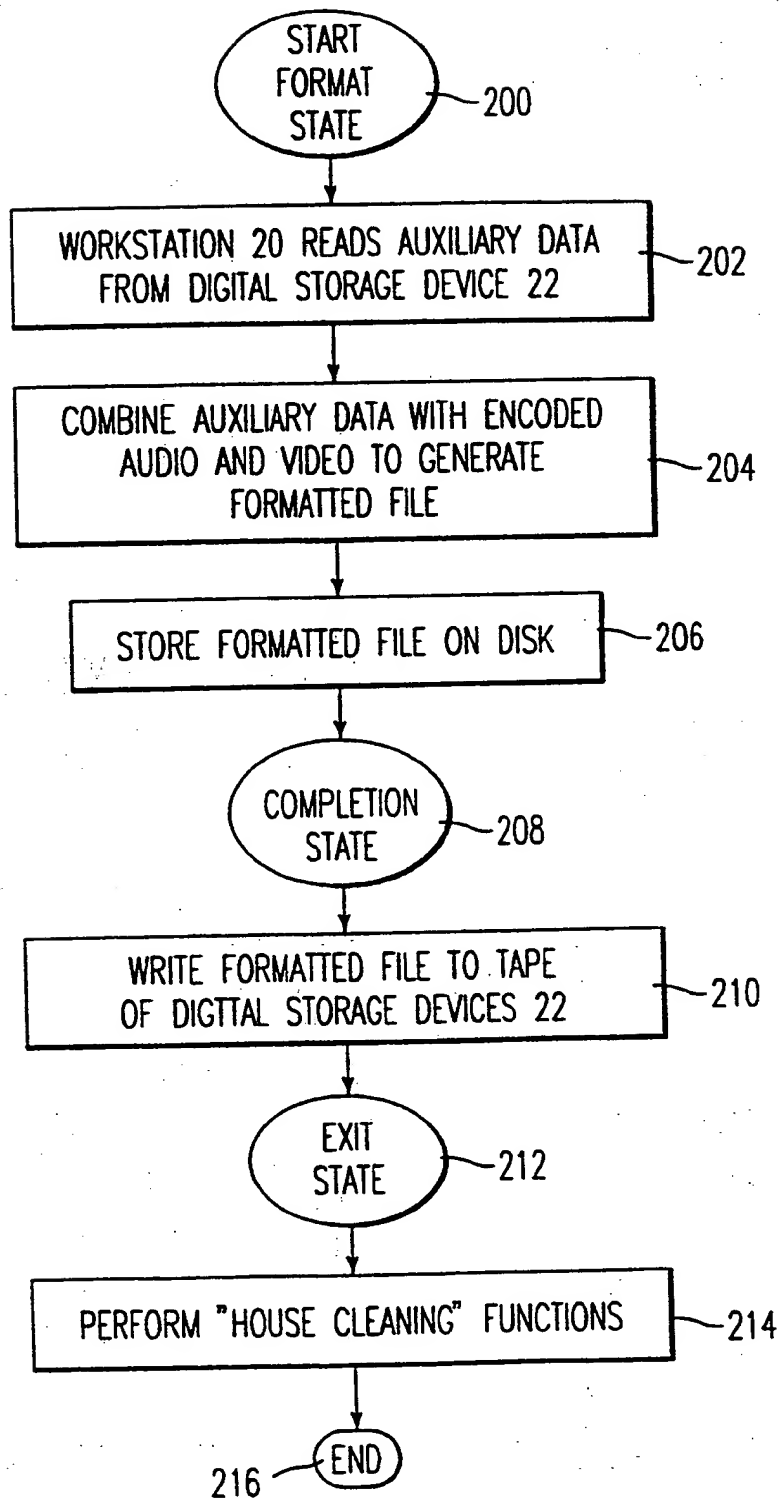 START
FORMAT
STATE
200
WORKSTATION 20 READS AUXILIARY DATA
FROM DIGITAL STORAGE DEVICE 22
202
COMBINE AUXILIARY DATA WITH ENCODED
AUDIO AND VIDEO TO GENERATE
FORMATTED FILE
204
STORE FORMATTED FILE ON DISK
206
COMPLETION
STATE
208
WRITE FORMATTED FILE TO TAPE
OF DIGTTAL STORAGE DEVICES 22
210
EXIT
STATE
212
PERFORM "HOUSE CLEANING" FUNCTIONS
214
END
216